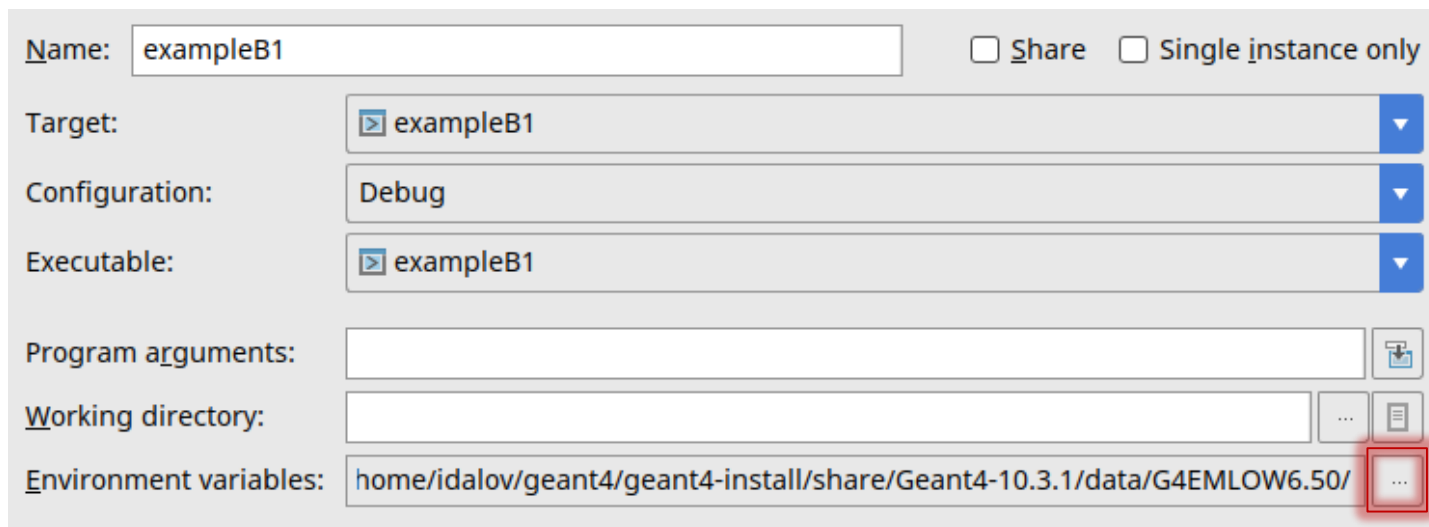 Name: exampleB1 Share Single instance only
Target: exampleB1
Configuration: Debug
Executable: exampleB1
Program arguments:
Working directory: ...
Environment variables: home/idalov/geant4/geant4-install/share/Geant4-10.3.1/data/G4EMLOW6.50/ ...